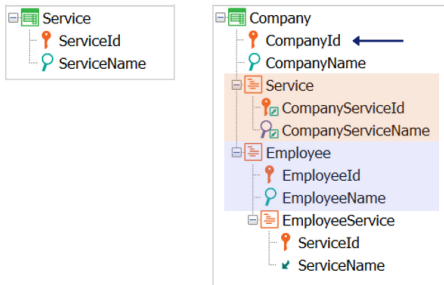 Service
ServiceId
ServiceName
Company
CompanyId
CompanyName
Service
CompanyServiceId
CompanyServiceName
Employee
EmployeeId
EmployeeName
EmployeeService
ServiceId
ServiceName